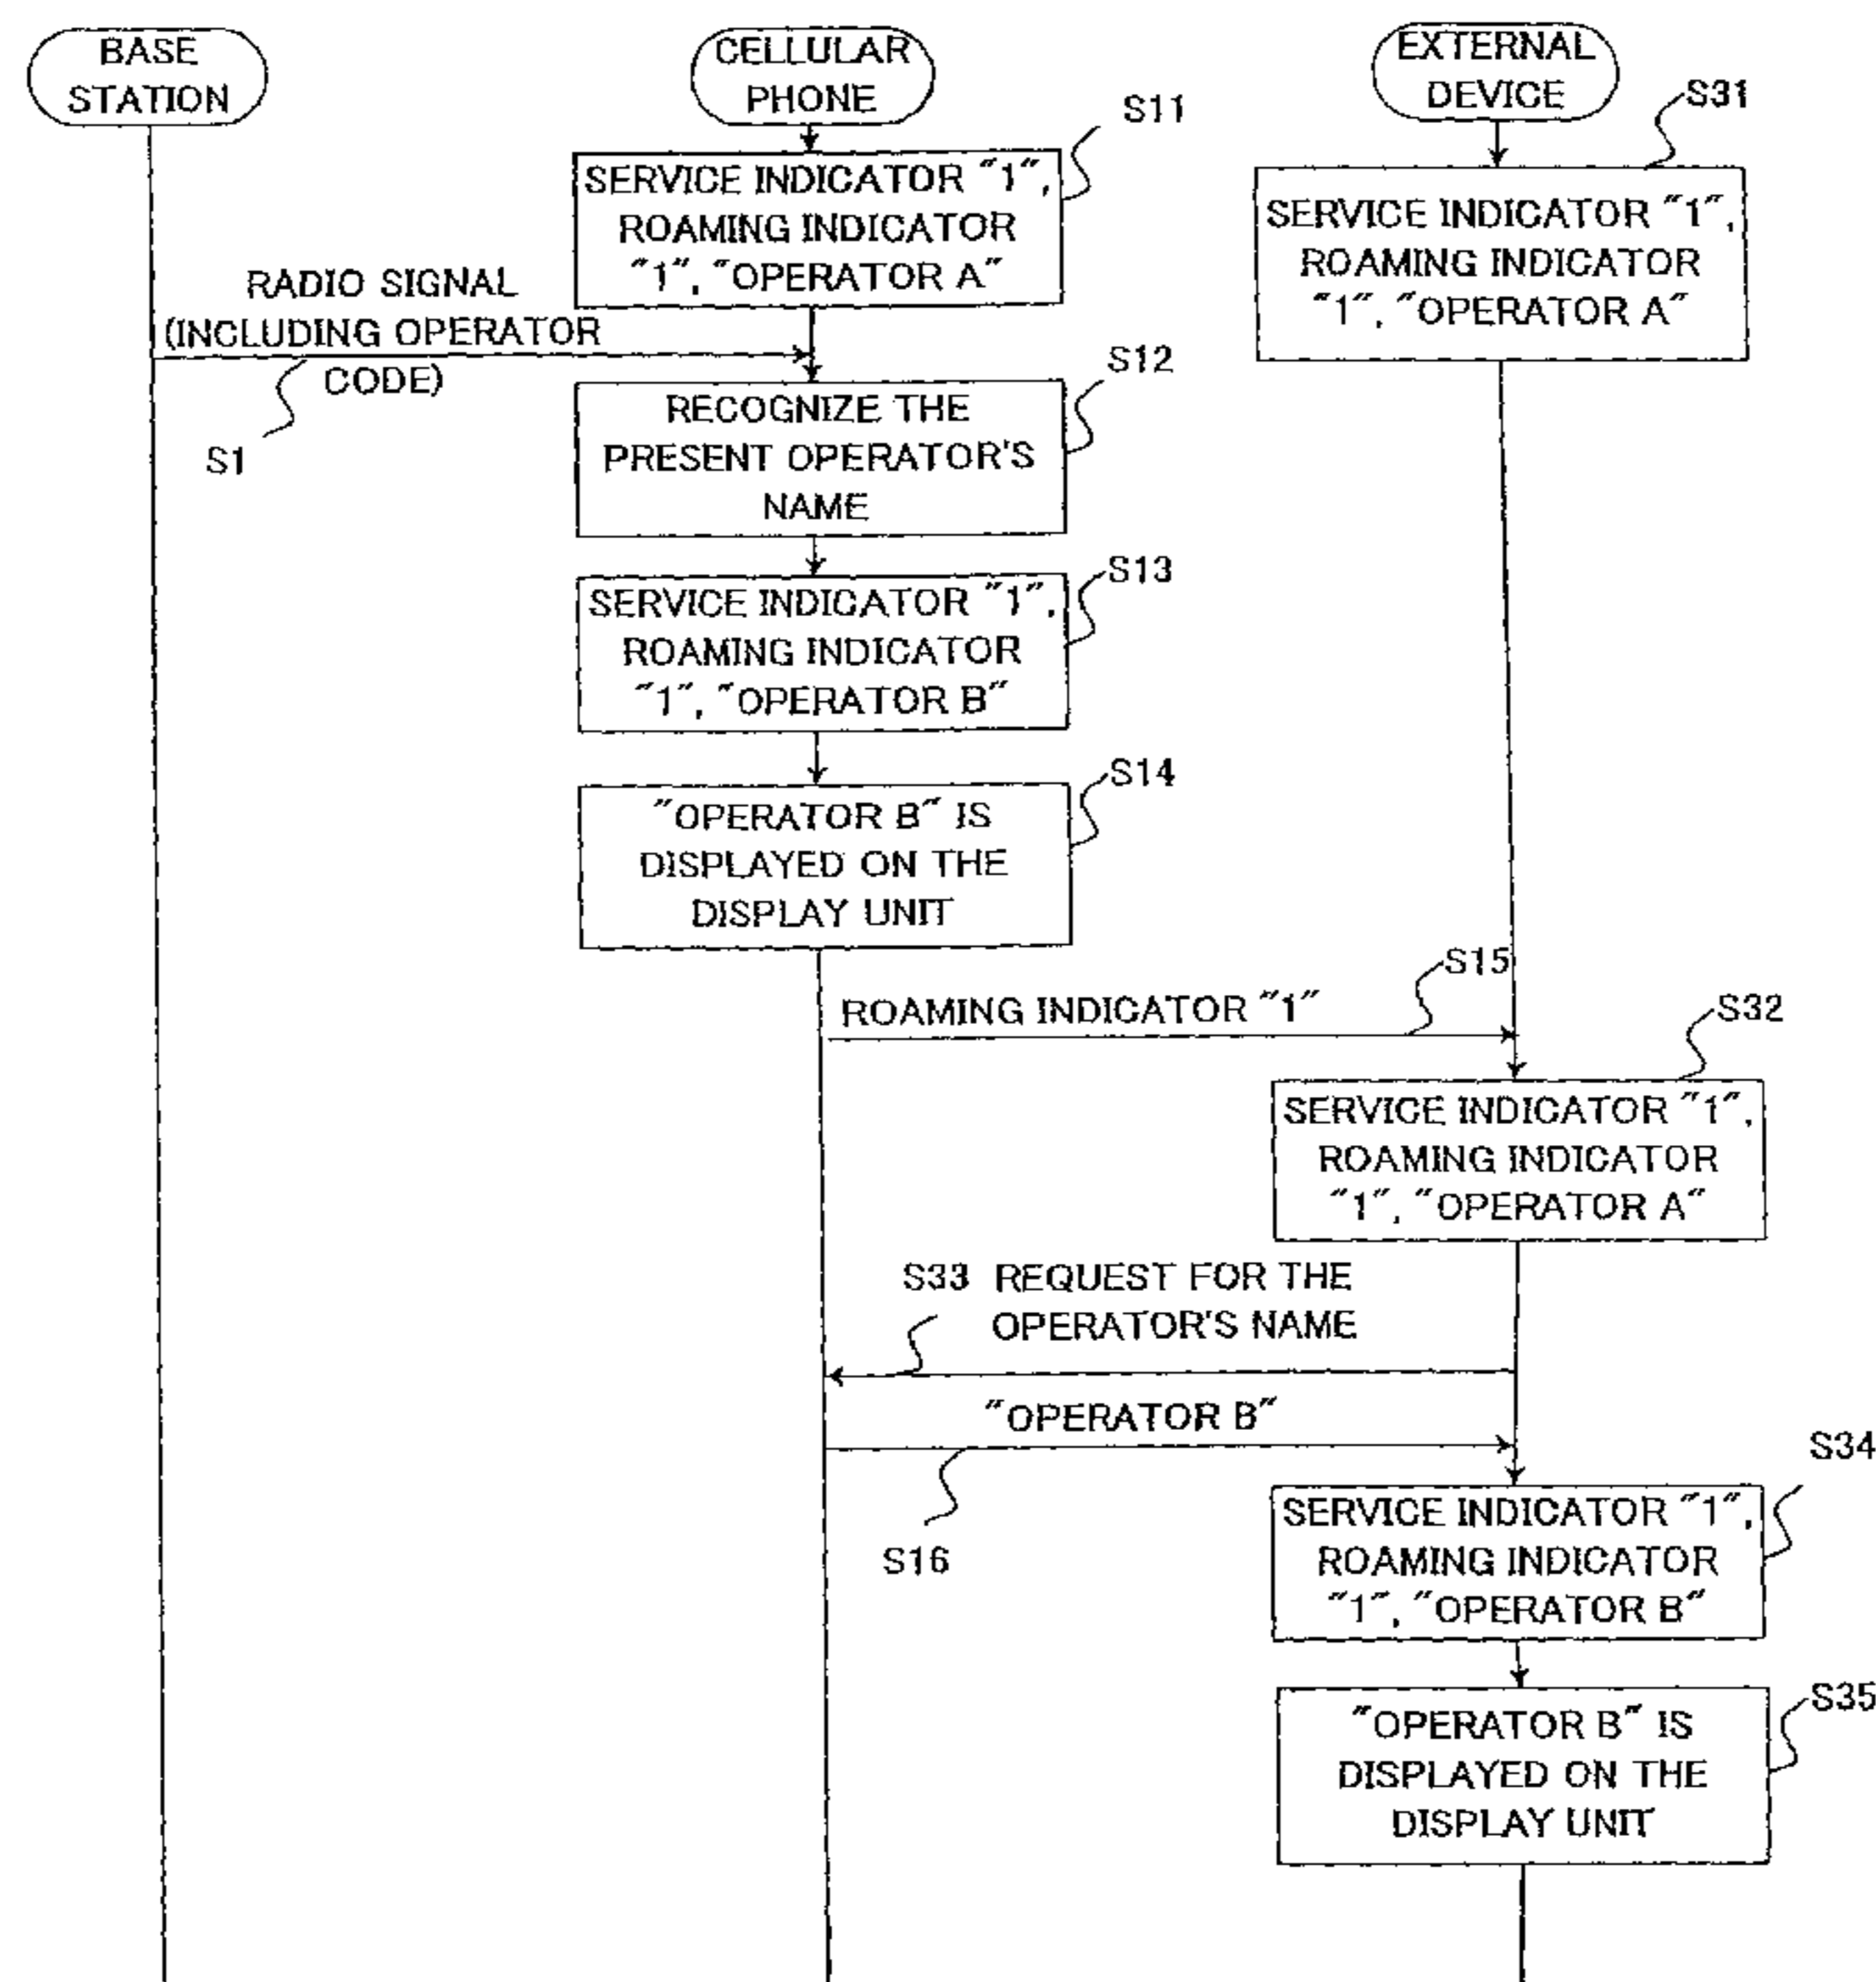 BASE
STATION
CELLULAR
PHONE
EXTERNAL
DEVICE
S11
SERVICE INDICATOR "1",
ROAMING INDICATOR
"1", "OPERATOR A"
S31
SERVICE INDICATOR "1",
ROAMING INDICATOR
"1", "OPERATOR A"
RADIO SIGNAL
(INCLUDING OPERATOR
CODE)
S1
S12
RECOGNIZE THE
PRESENT OPERATOR'S
NAME
S13
SERVICE INDICATOR "1",
ROAMING INDICATOR
"1", "OPERATOR B"
S14
"OPERATOR B" IS
DISPLAYED ON THE
DISPLAY UNIT
S15
ROAMING INDICATOR "1"
S32
SERVICE INDICATOR "1",
ROAMING INDICATOR
"1", "OPERATOR A"
S33 REQUEST FOR THE
OPERATOR'S NAME
"OPERATOR B"
S16
S34
SERVICE INDICATOR "1",
ROAMING INDICATOR
"1", "OPERATOR B"
S35
"OPERATOR B" IS
DISPLAYED ON THE
DISPLAY UNIT